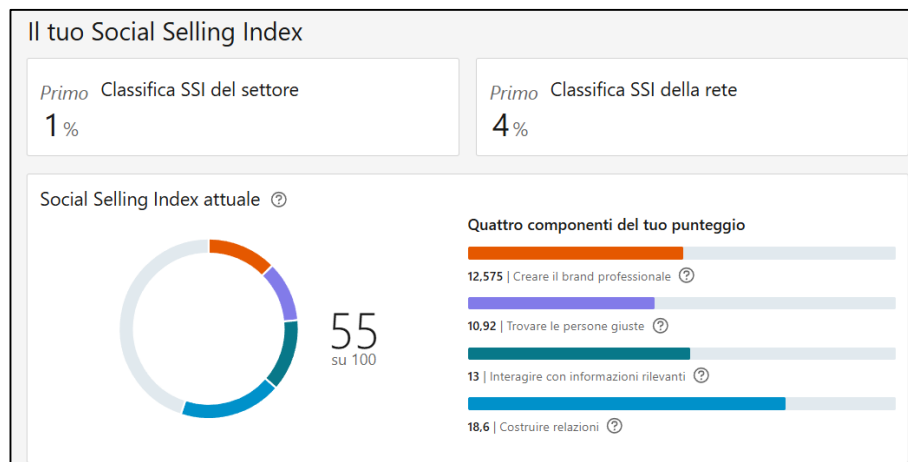 Il tuo Social Selling Index
Primo Classifica SSI del settore
1 %
Primo Classifica SSI della rete
4 %
Social Selling Index attuale ?
55
su 100
Quattro componenti del tuo punteggio
12,575 | Creare il brand professionale ?
10,92 | Trovare le persone giuste ?
13 | Interagire con informazioni rilevanti ?
18,6 | Costruire relazioni ?